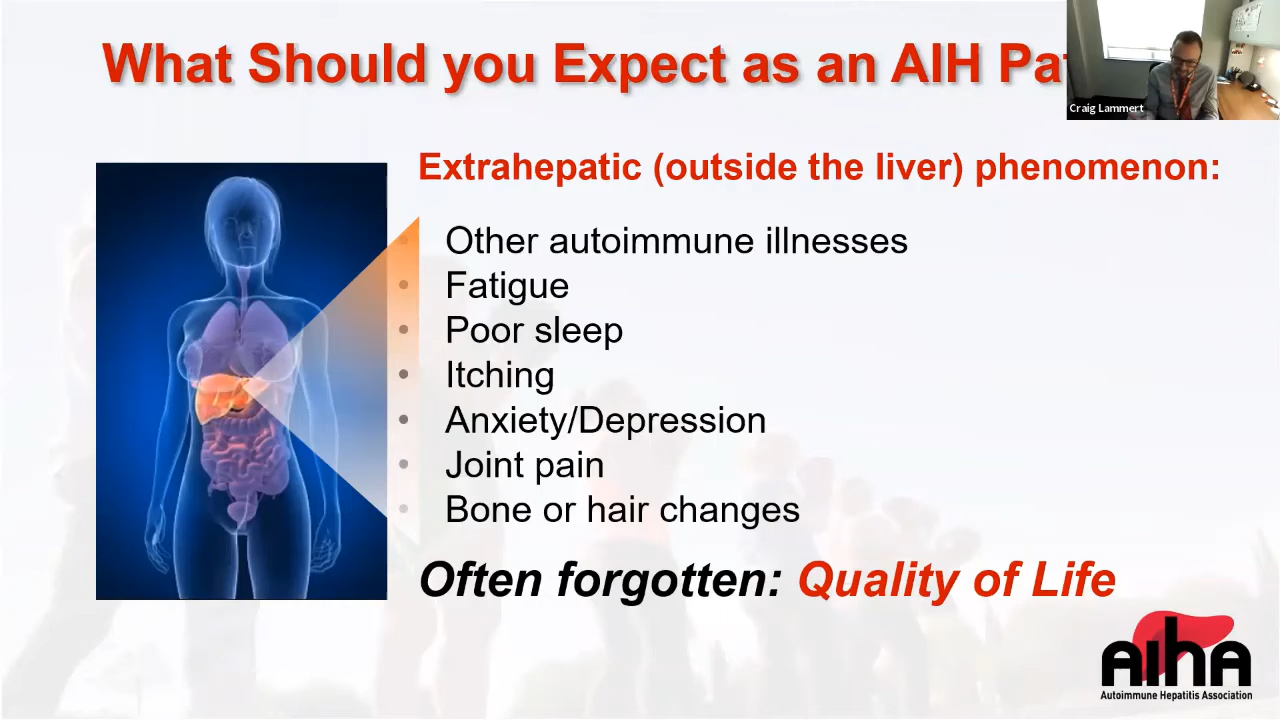 What Should you Expect as an AIH Pat
Craig Lammert
Extrahepatic (outside the liver) phenomenon:
• Other autoimmune illnesses
• Fatigue
• Poor sleep
• Itching
• Anxiety/Depression
• Joint pain
• Bone or hair changes
Often forgotten: Quality of Life
AIHA
Autoimmune Hepatitis Association